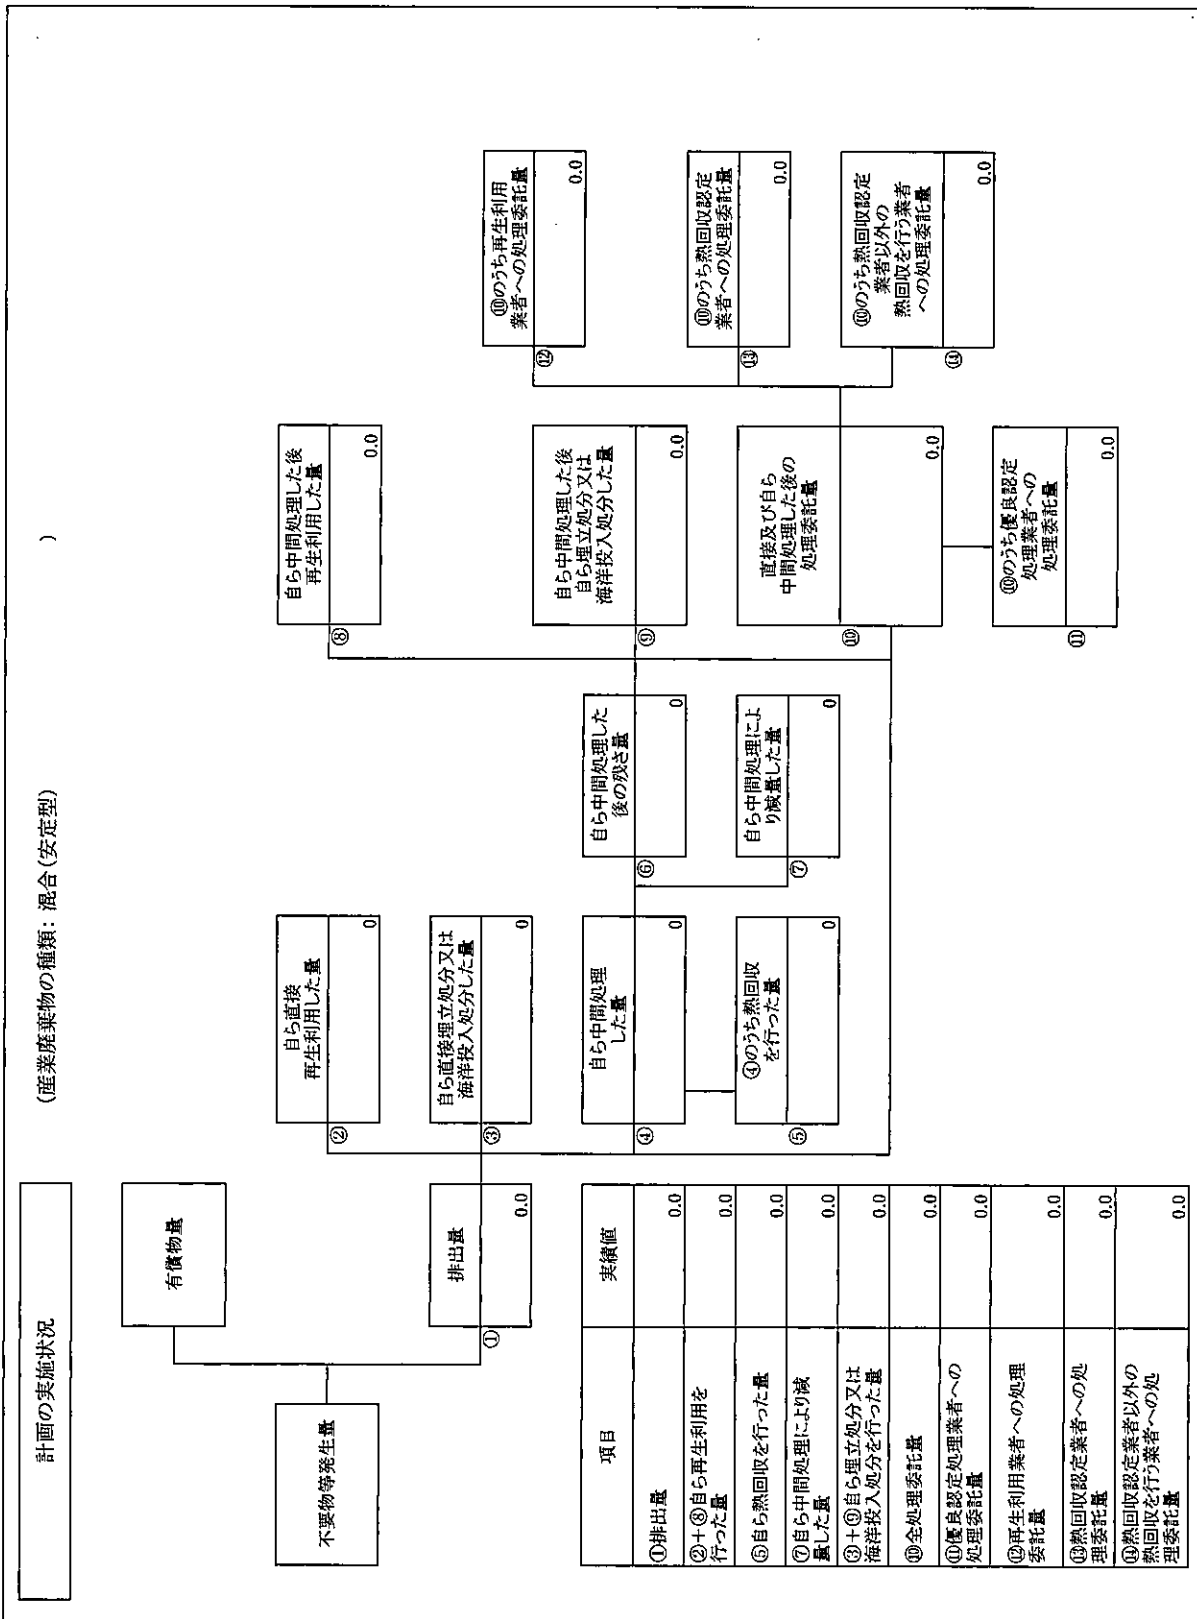 計画の実施状況
(産業廃棄物の種類: 混合(安定型)
)
不要物等発生量
有償物量
排出量
①
0.0
自ら直接
再生利用した量
②
0
自ら直接埋立処分又は
海洋投入処分した量
③
0
自ら中間処理
した量
④
0
④のうち熱回収
を行った量
⑤
0
自ら中間処理した
後の残さ量
⑥
0
自ら中間処理によ
り減量した量
⑦
0
自ら中間処理した後
再生利用した量
⑧
0.0
自ら中間処理した後
自ら埋立処分又は
海洋投入処分した量
⑨
0.0
直接及び自ら
中間処理した後の
処理委託量
⑩
0.0
⑩のうち優良認定
処理業者への
処理委託量
⑪
0.0
⑩のうち再生利用
業者への処理委託量
⑫
0.0
⑩のうち熱回収認定
業者への処理委託量
⑬
0.0
⑩のうち熱回収認定
業者以外の
熱回収を行う業者
への処理委託量
⑭
0.0
項目 実績値
①排出量 0.0
②+⑧自ら再生利用を
行った量 0.0
⑤自ら熱回収を行った量 0.0
⑦自ら中間処理により減
量した量 0.0
③+⑨自ら埋立処分又は
海洋投入処分を行った量 0.0
⑩全処理委託量 0.0
⑪優良認定処理業者への
処理委託量 0.0
⑫再生利用業者への処理
委託量 0.0
⑬熱回収認定業者への処
理委託量 0.0
⑭熱回収認定業者以外の
熱回収を行う業者への処
理委託量 0.0